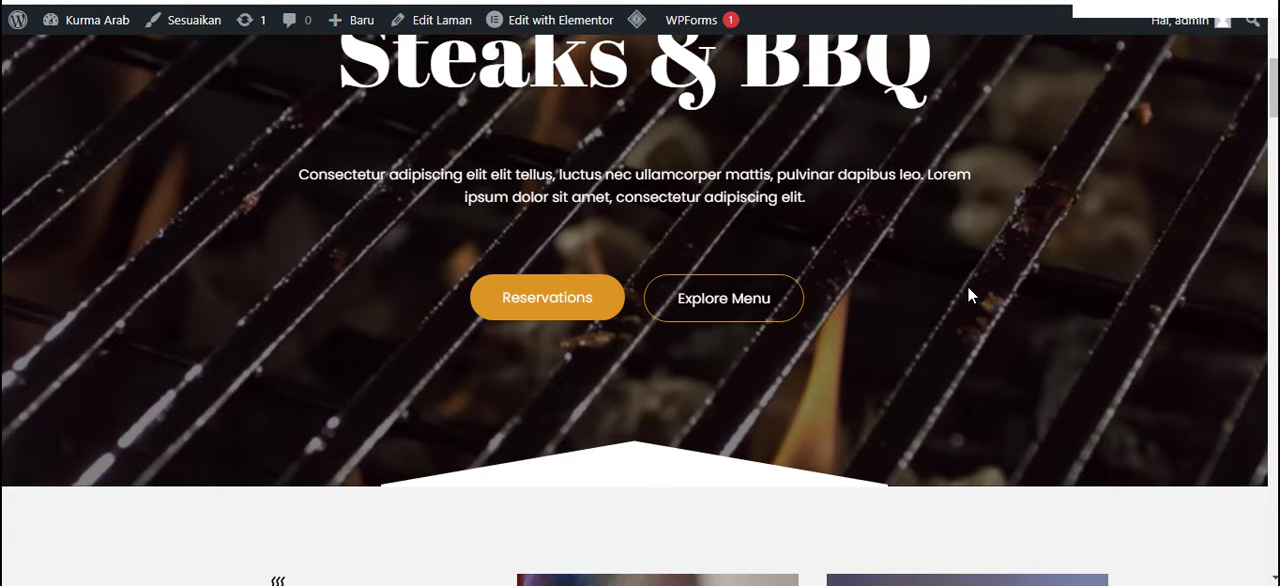 Kurma Arab Sesuaikan 1 0 Baru Edit Laman Edit with Elementor WPForms 1 Hai, admin
Steaks & BBQ
Consectetur adipiscing elit elit tellus, luctus nec ullamcorper mattis, pulvinar dapibus leo. Lorem
ipsum dolor sit amet, consectetur adipiscing elit.
Reservations Explore Menu